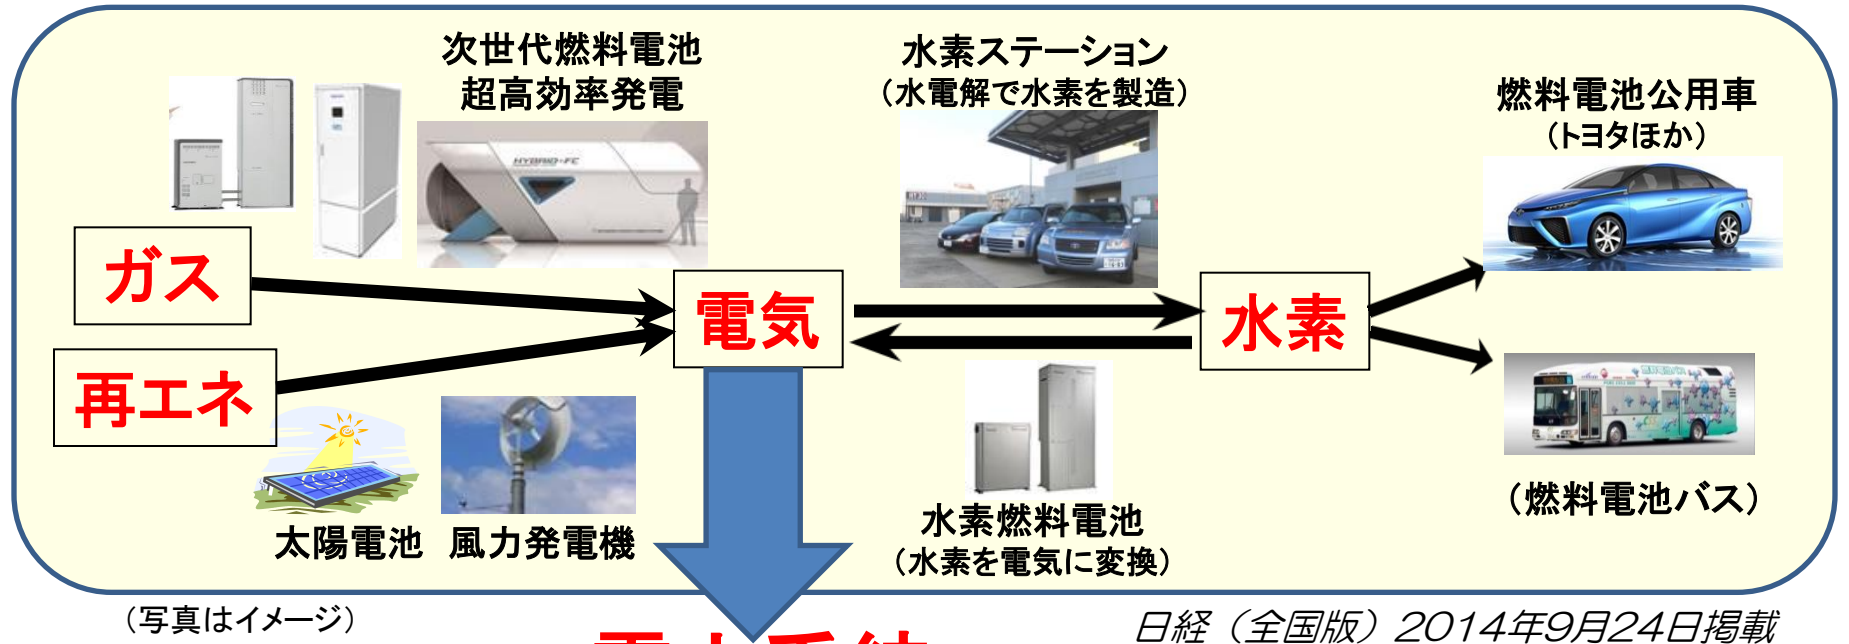 次世代燃料電池
超高効率発電
水素ステーション
（水電解で水素を製造）
燃料電池公用車
（トヨタほか）
HYBRID-FC
ガス
電気
水素
再エネ
太陽電池
風力発電機
水素燃料電池
（水素を電気に変換）
（燃料電池バス）
（写真はイメージ）
日経（全国版）2014年9月24日掲載